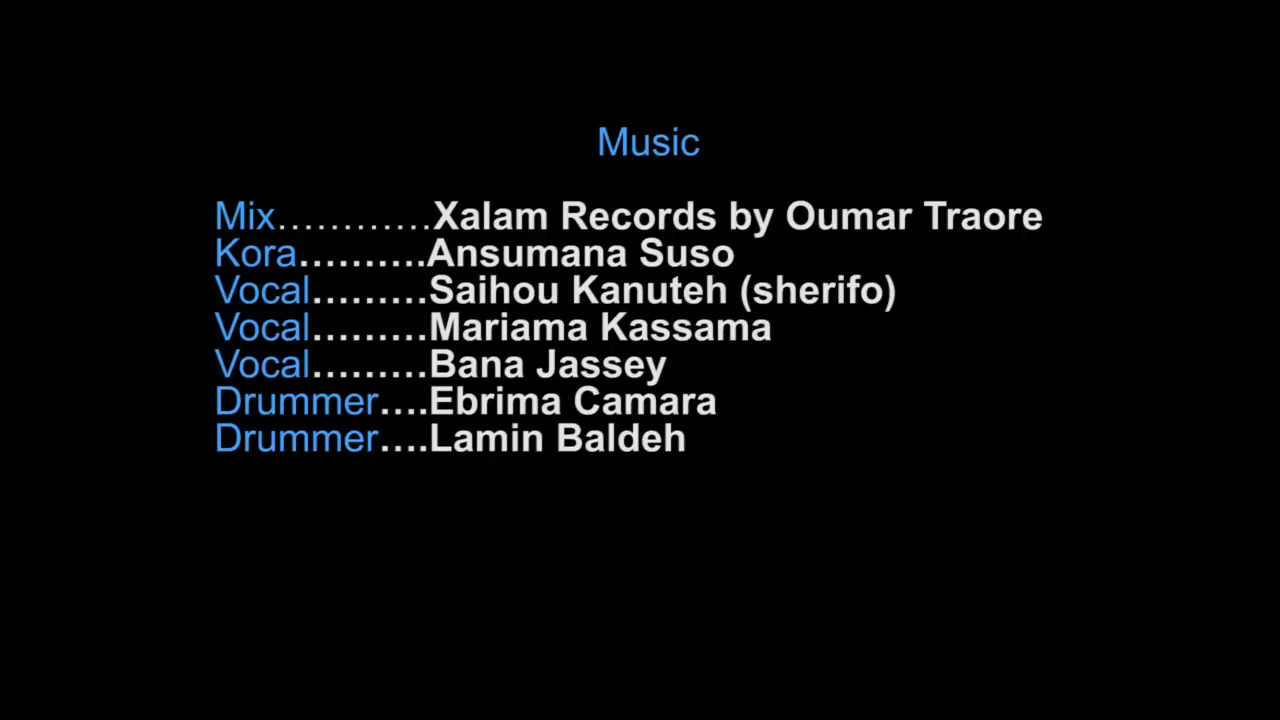 Music
Mix…………Xalam Records by Oumar Traore
Kora……….Ansumana Suso
Vocal………Saihou Kanuteh (sherifo)
Vocal………Mariama Kassama
Vocal………Bana Jassey
Drummer….Ebrima Camara
Drummer….Lamin Baldeh